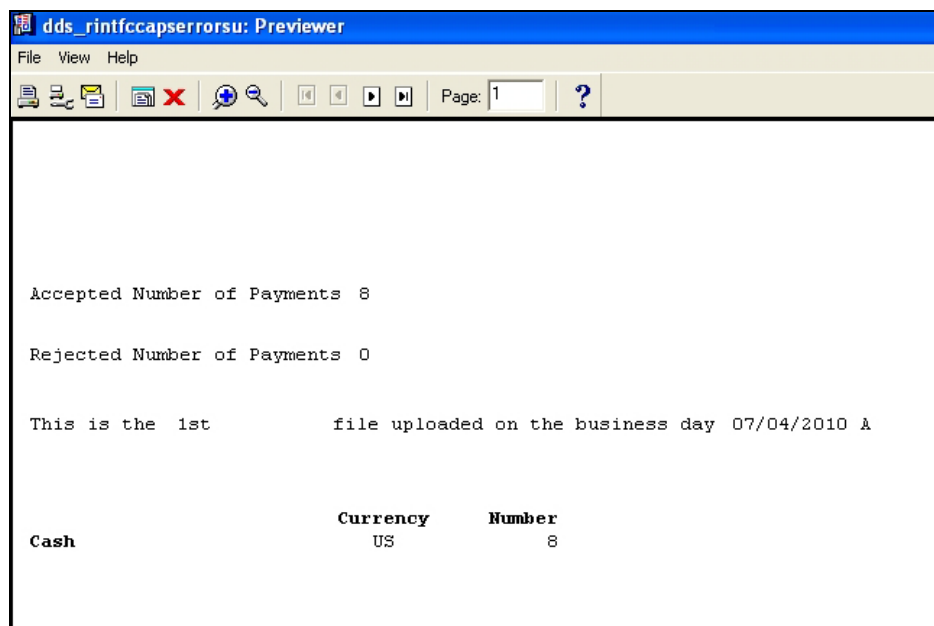 dds_rintfccapserrorsu: Previewer
File View Help
Page: 1 ?
Accepted Number of Payments 8
Rejected Number of Payments 0
This is the 1st file uploaded on the business day 07/04/2010 A
Currency Number
Cash US 8